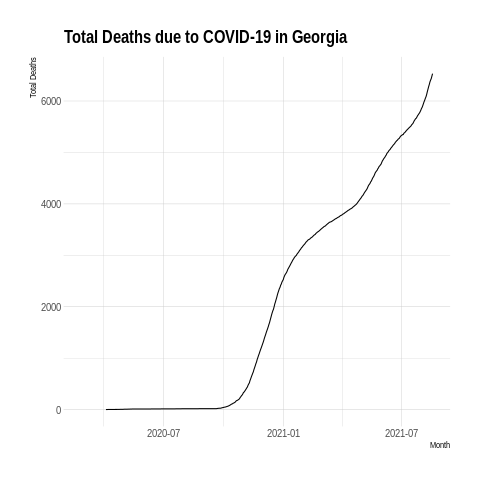 Total Deaths due to COVID-19 in Georgia
Total Deaths
6000
4000
2000
0
2020-07
2021-01
2021-07
Month